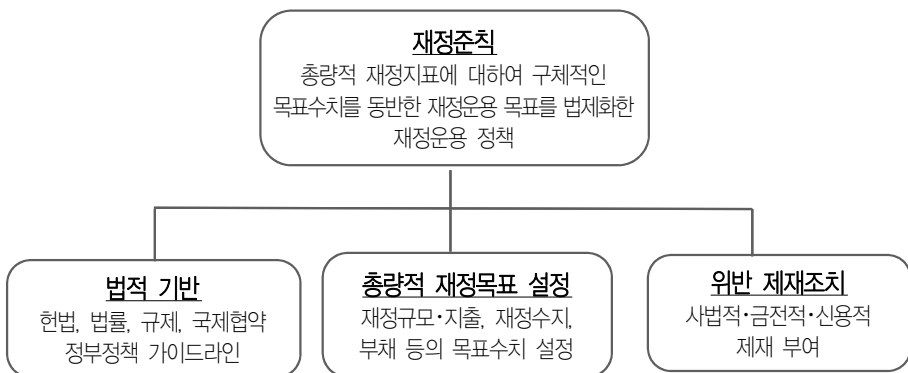 재정준칙
총량적 재정지표에 대하여 구체적인
목표수치를 동반한 재정운용 목표를 법제화한
재정운용 정책
법적 기반
헌법, 법률, 규제, 국제협약
정부정책 가이드라인
총량적 재정목표 설정
재정규모·지출, 재정수지,
부채 등의 목표수치 설정
위반 제재조치
사법적·금전적·신용적
제재 부여